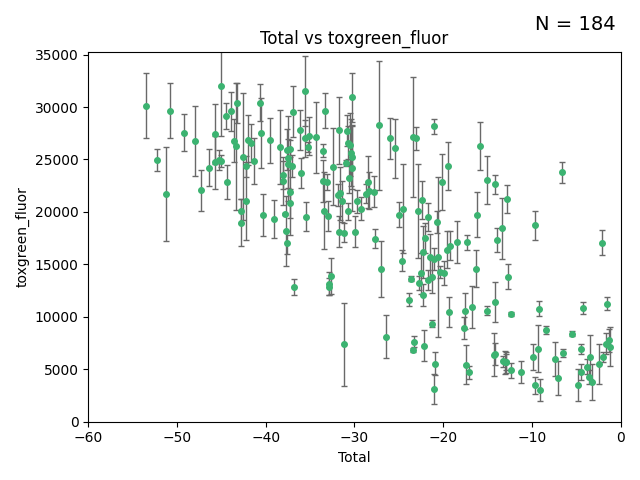 N = 184
Total vs toxgreen_fluor
35000
30000
25000
20000
15000
10000
5000
0
toxgreen_fluor
−60 −50 −40 −30 −20 −10 0
Total